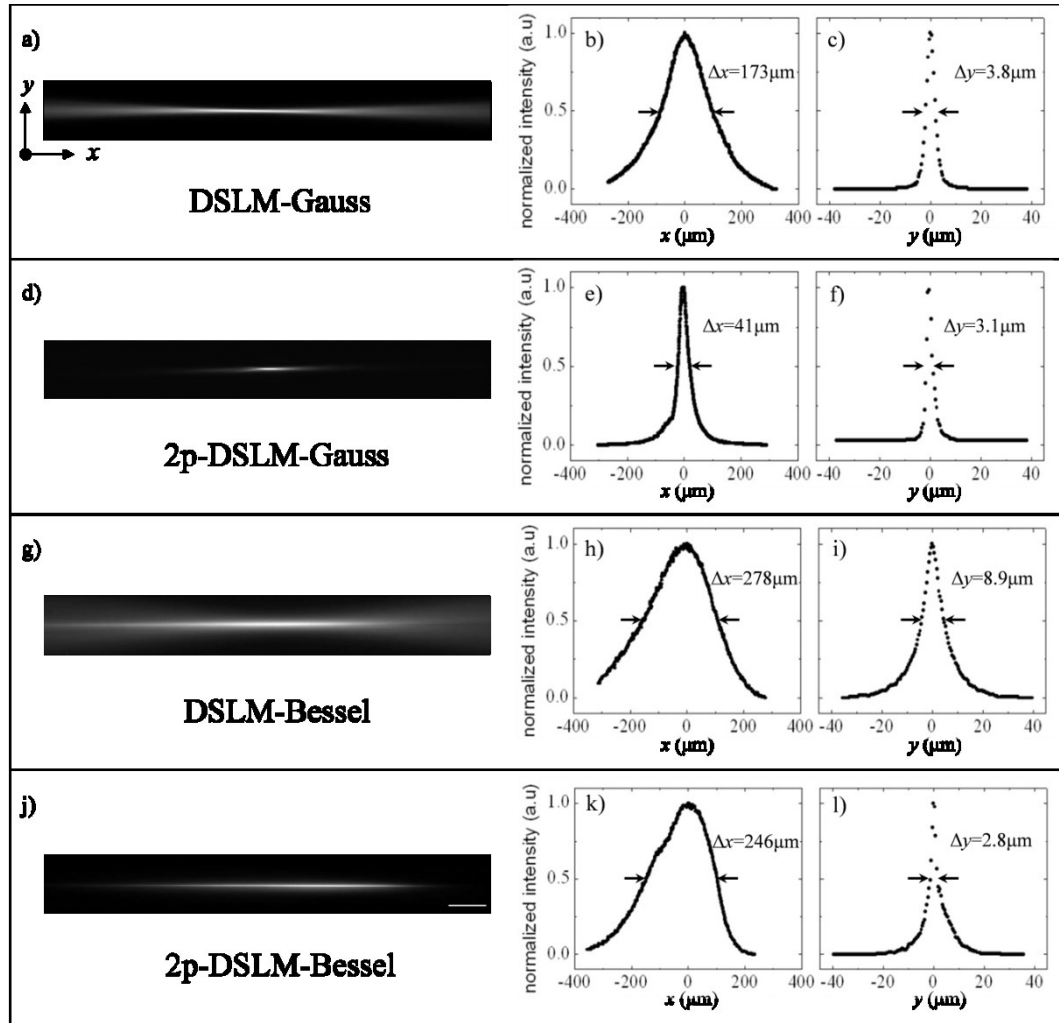 a)
y
x
DSLM-Gauss
b)
normalized intensity (a.u)
1.0
0.5
0.0
Δx=173μm
-400 -200 0 200 400
x (μm)
c)
Δy=3.8μm
-40 -20 0 20 40
y (μm)
d)
2p-DSLM-Gauss
e)
normalized intensity (a.u)
1.0
0.5
0.0
Δx=41μm
-400 -200 0 200 400
x (μm)
f)
Δy=3.1μm
-40 -20 0 20 40
y (μm)
g)
DSLM-Bessel
h)
normalized intensity (a.u)
1.0
0.5
0.0
Δx=278μm
-400 -200 0 200 400
x (μm)
i)
Δy=8.9μm
-40 -20 0 20 40
y (μm)
j)
2p-DSLM-Bessel
k)
normalized intensity (a.u)
1.0
0.5
0.0
Δx=246μm
-400 -200 0 200 400
x (μm)
l)
Δy=2.8μm
-40 -20 0 20 40
y (μm)